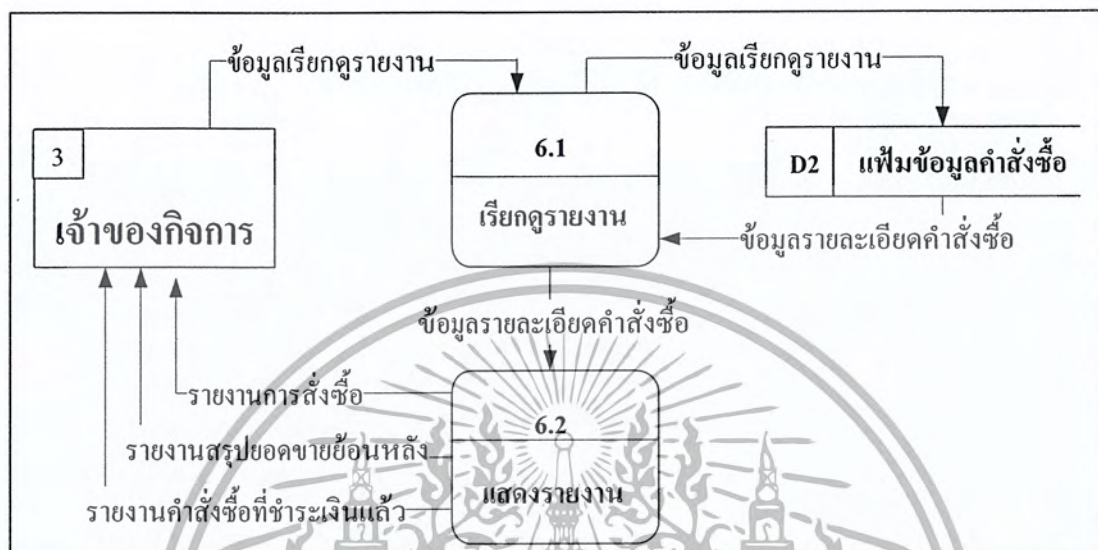 ข้อมูลเรียกดูรายงาน
ข้อมูลเรียกดูรายงาน
3
เจ้าของกิจการ
6.1
เรียกดูรายงาน
D2 แฟ้มข้อมูลคำสั่งซื้อ
ข้อมูลรายละเอียดคำสั่งซื้อ
ข้อมูลรายละเอียดคำสั่งซื้อ
รายงานการสั่งซื้อ
6.2
รายงานสรุปยอดขายย้อนหลัง
แสดงรายงาน
รายงานคำสั่งซื้อที่ชำระเงินแล้ว